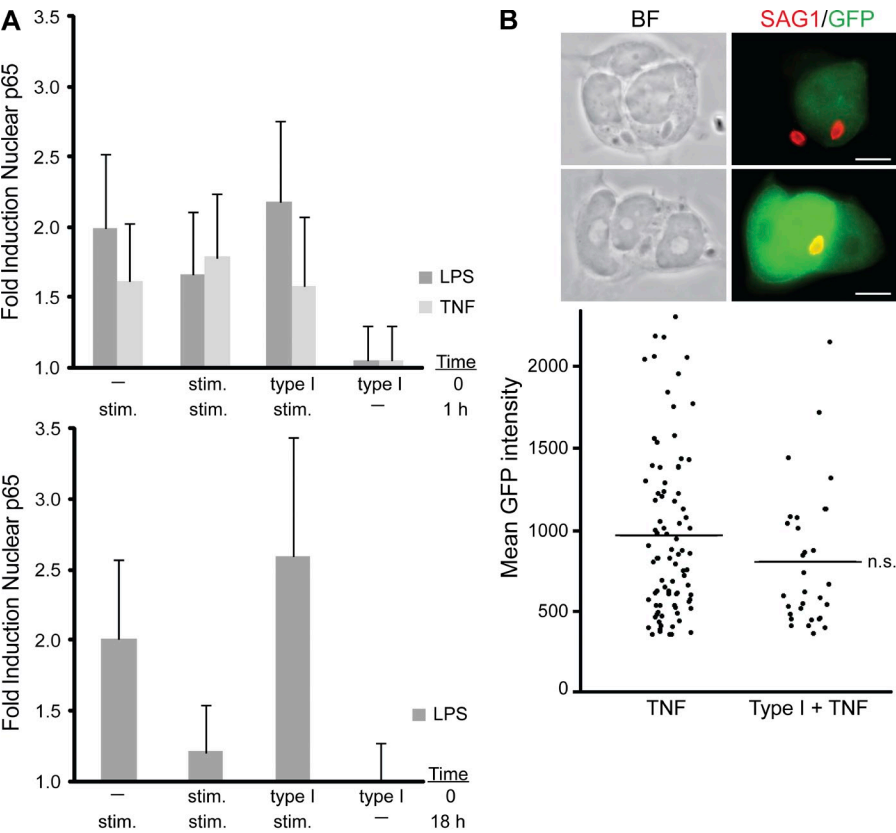 A
Fold Induction Nuclear p65
3.5
3.0
2.5
2.0
1.5
1.0
LPS
TNF
Time
– stim. type I type I 0
stim. stim. stim. – 1 h
Fold Induction Nuclear p65
3.5
3.0
2.5
2.0
1.5
1.0
LPS
Time
– stim. type I type I 0
stim. stim. stim. – 18 h
B
BF SAG1/GFP
Mean GFP intensity
2000
1500
1000
500
0
n.s.
TNF Type I + TNF